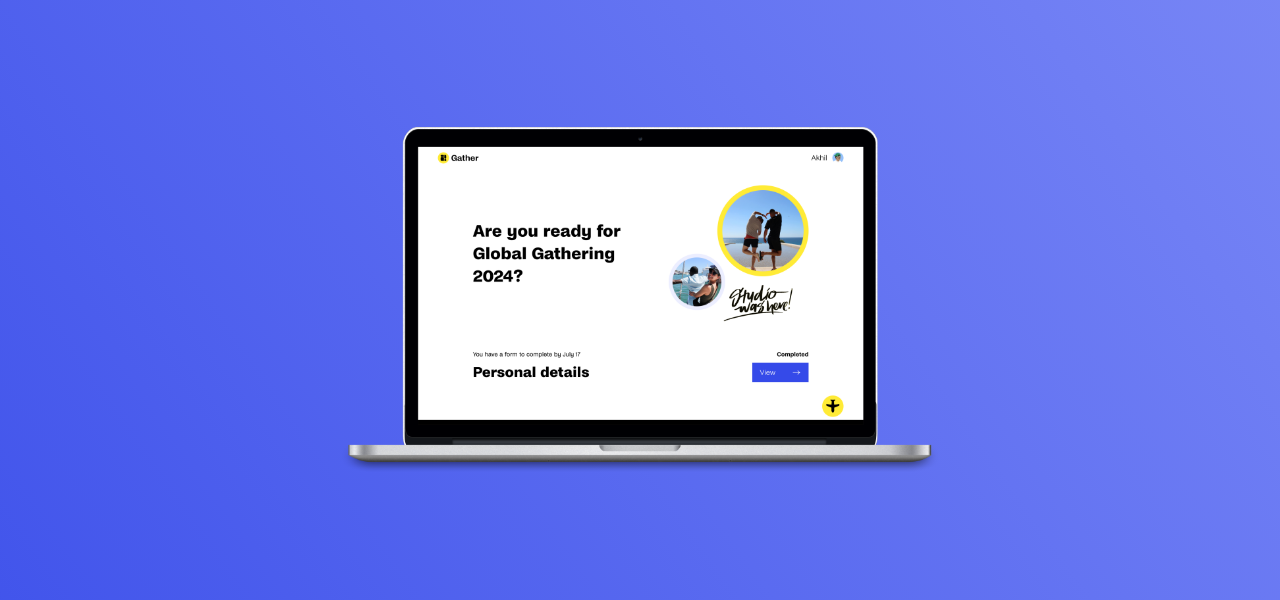 Gather
Akhil
Are you ready for
Global Gathering
2024?
Studio
was here!
You have a form to complete by July 17
Completed
Personal details
View